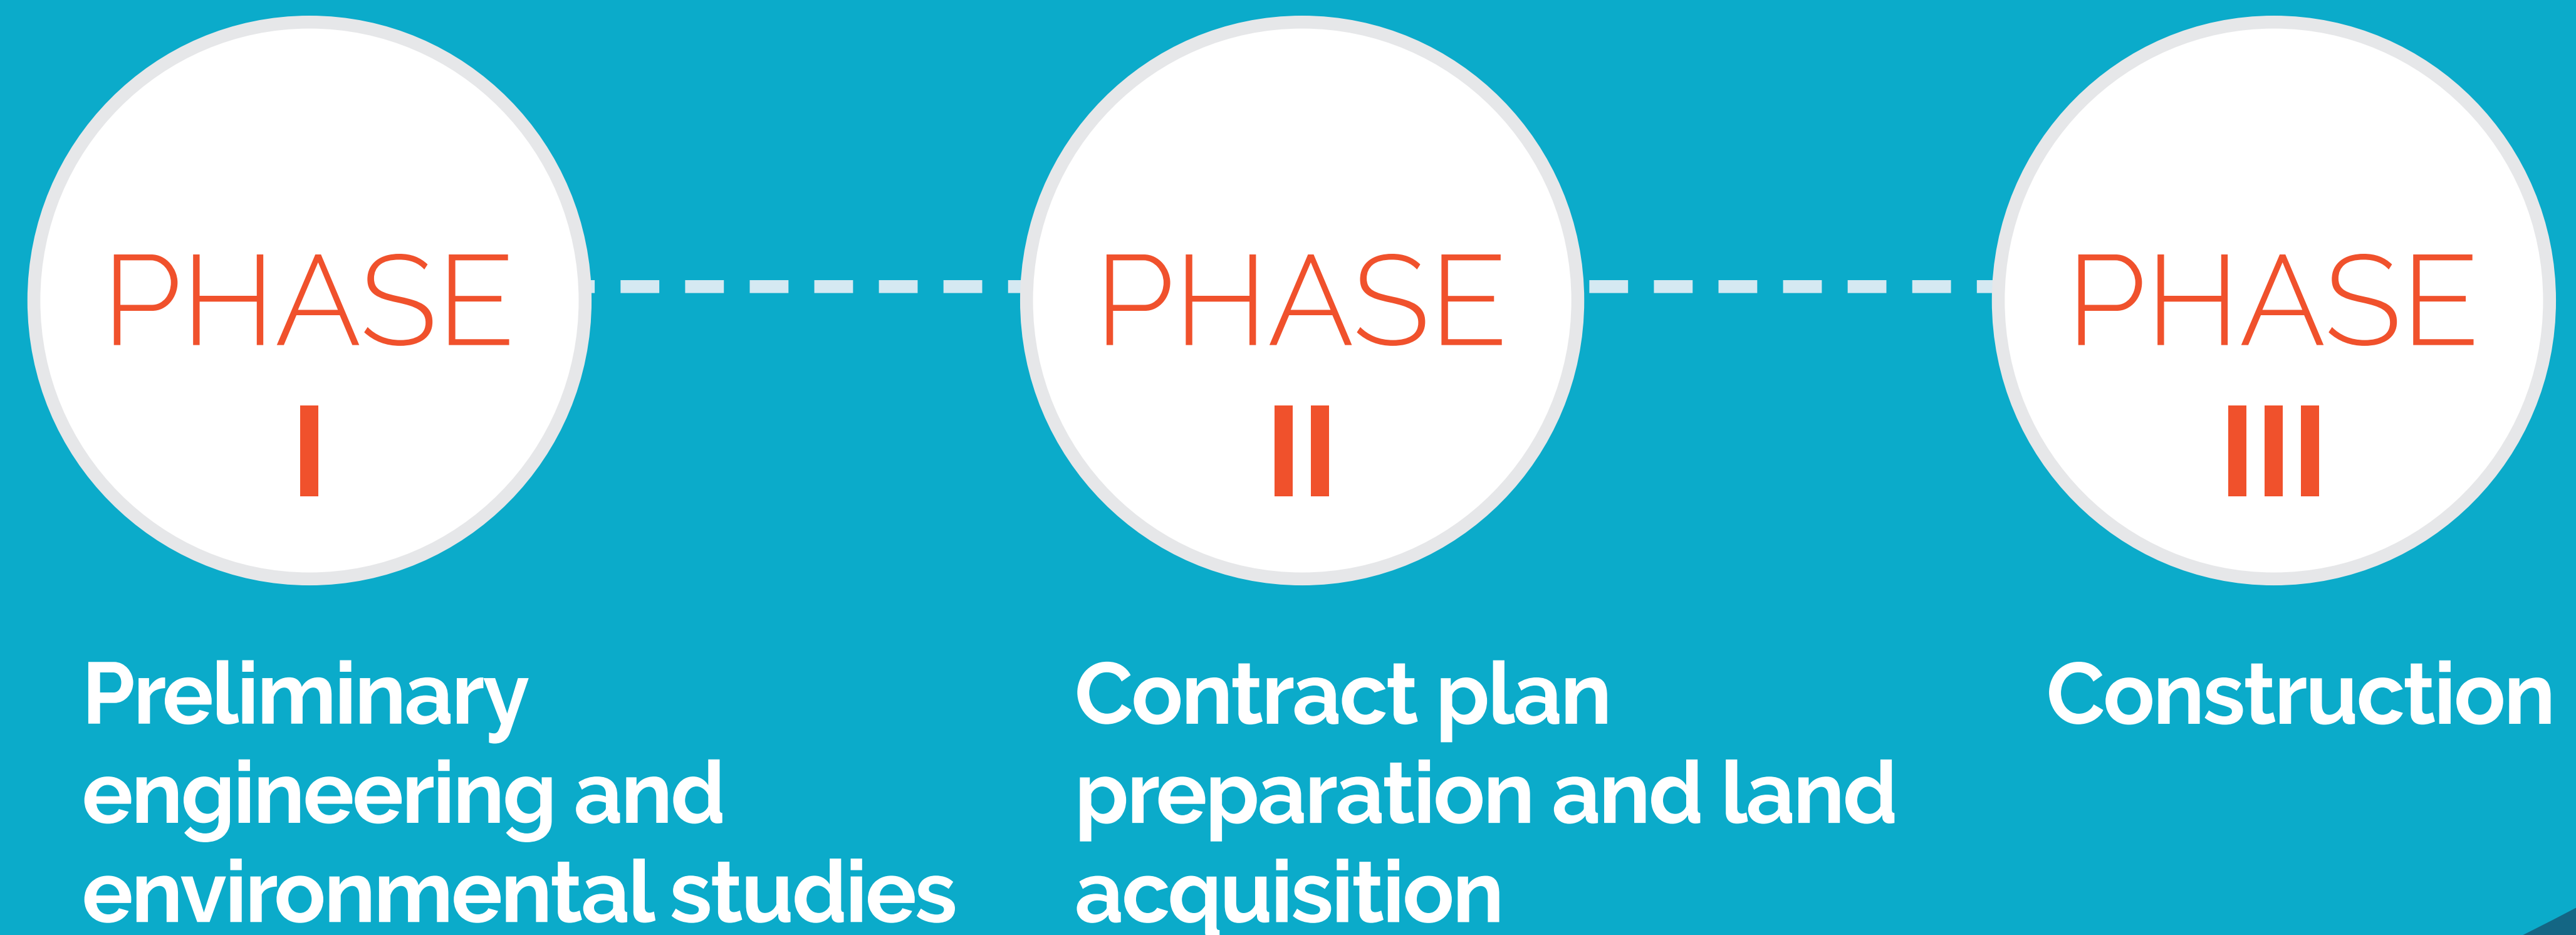 PHASE
I
Preliminary
engineering and
environmental studies
PHASE
II
Contract plan
preparation and land
acquisition
PHASE
III
Construction